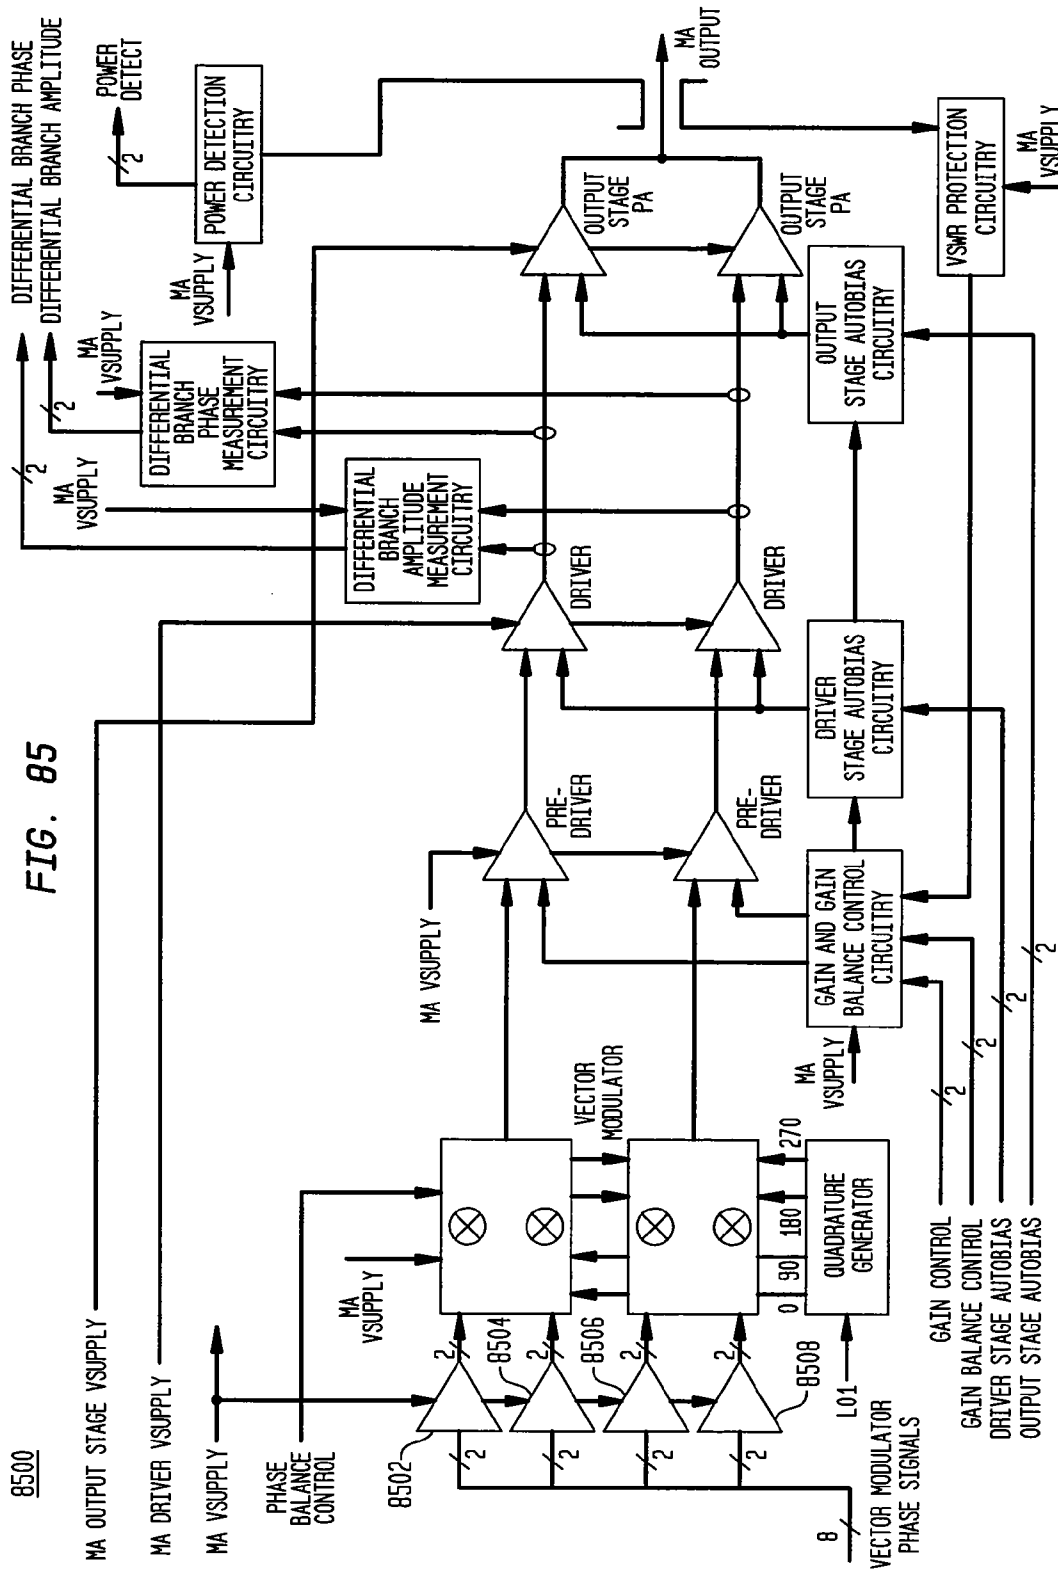 FIG. 85
8500
MA OUTPUT STAGE VSUPPLY
MA DRIVER VSUPPLY
MA VSUPPLY
PHASE
BALANCE
CONTROL
8502
8504
8506
8508
2
2
2
2
2
2
2
2
8
VECTOR MODULATOR
PHASE SIGNALS
MA
VSUPPLY
VECTOR
MODULATOR
0
90
180
270
QUADRATURE
GENERATOR
LO1
MA VSUPPLY
PRE-
DRIVER
PRE-
DRIVER
MA
VSUPPLY
GAIN AND GAIN
BALANCE CONTROL
CIRCUITRY
GAIN CONTROL
GAIN BALANCE CONTROL
DRIVER STAGE AUTOBIAS
OUTPUT STAGE AUTOBIAS
2
2
2
2
DRIVER
DRIVER
DRIVER
STAGE AUTOBIAS
CIRCUITRY
DIFFERENTIAL BRANCH PHASE
DIFFERENTIAL BRANCH AMPLITUDE
2
2
MA
VSUPPLY
DIFFERENTIAL
BRANCH
AMPLITUDE
MEASUREMENT
CIRCUITRY
MA
VSUPPLY
DIFFERENTIAL
BRANCH
PHASE
MEASUREMENT
CIRCUITRY
OUTPUT
STAGE AUTOBIAS
CIRCUITRY
MA
VSUPPLY
POWER DETECTION
CIRCUITRY
2
POWER
DETECT
OUTPUT
STAGE
PA
OUTPUT
STAGE
PA
MA
OUTPUT
VSWR PROTECTION
CIRCUITRY
MA
VSUPPLY